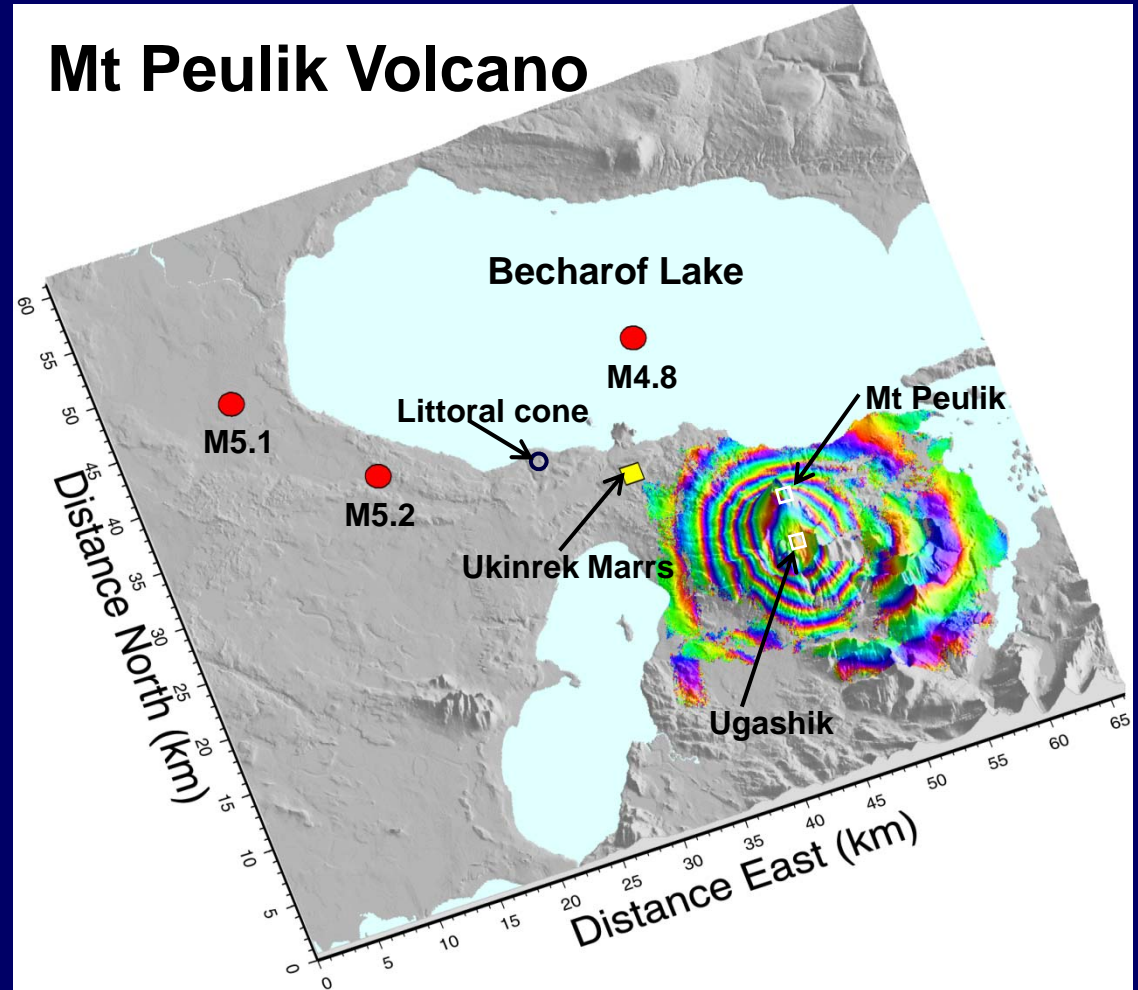 Mt Peulik Volcano
Becharof Lake
M4.8
Mt Peulik
Littoral cone
M5.1
M5.2
Ukinrek Marrs
Ugashik
Distance North (km)
60
55
50
45
40
35
30
25
20
15
10
5
0
Distance East (km)
0
5
10
15
20
25
30
35
40
45
50
55
60
65